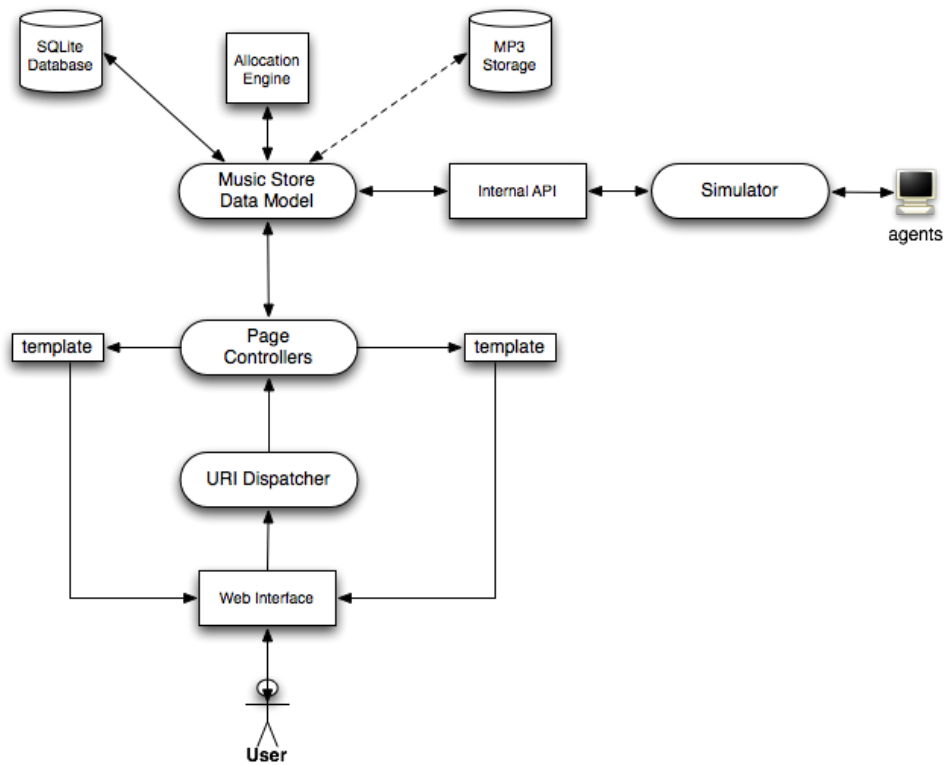 SQLite
Database
Allocation
Engine
MP3
Storage
Music Store
Data Model
Internal API
Simulator
agents
template
Page
Controllers
template
URI Dispatcher
Web Interface
User